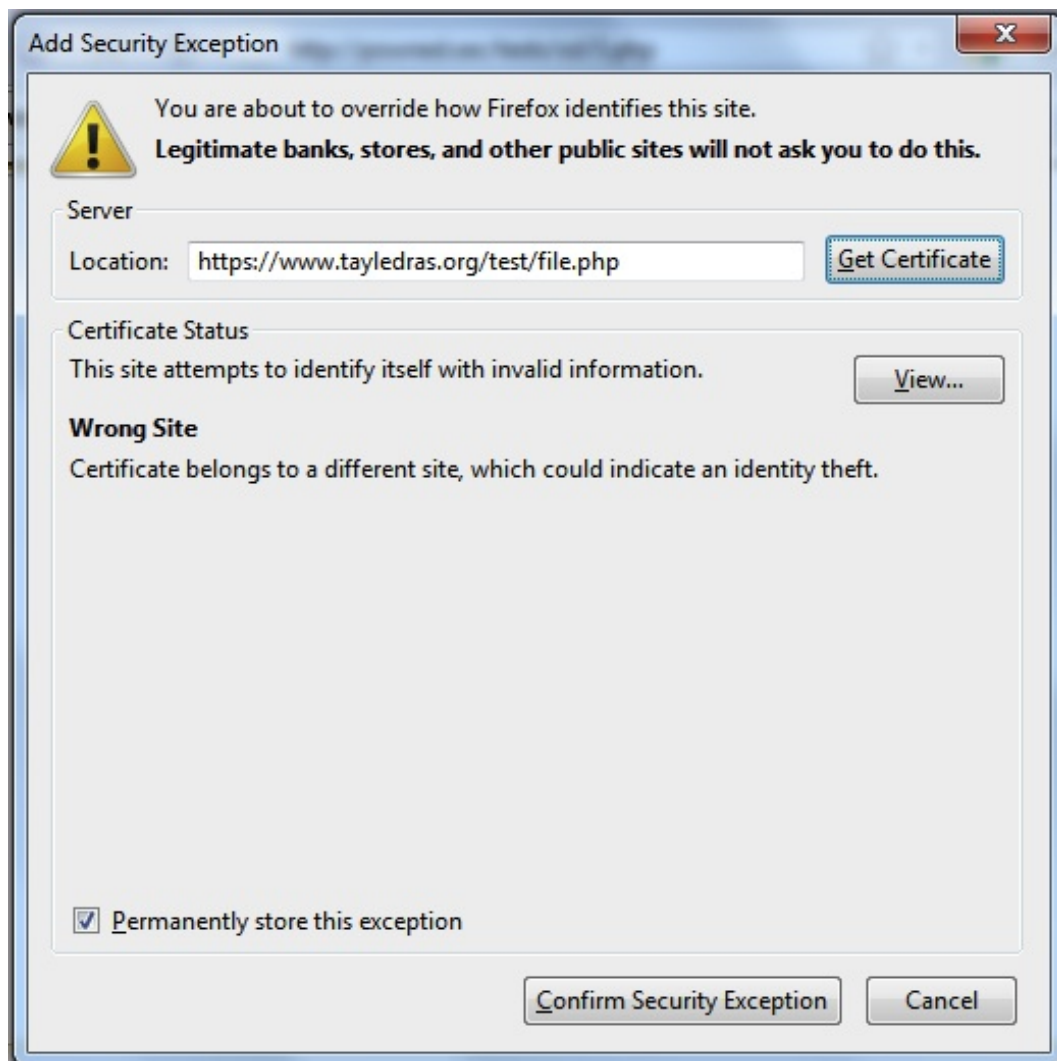 Add Security Exception
You are about to override how Firefox identifies this site.
Legitimate banks, stores, and other public sites will not ask you to do this.
Server
Location: https://www.tayledras.org/test/file.php Get Certificate
Certificate Status
This site attempts to identify itself with invalid information.
View...
Wrong Site
Certificate belongs to a different site, which could indicate an identity theft.
Permanently store this exception
Confirm Security Exception Cancel